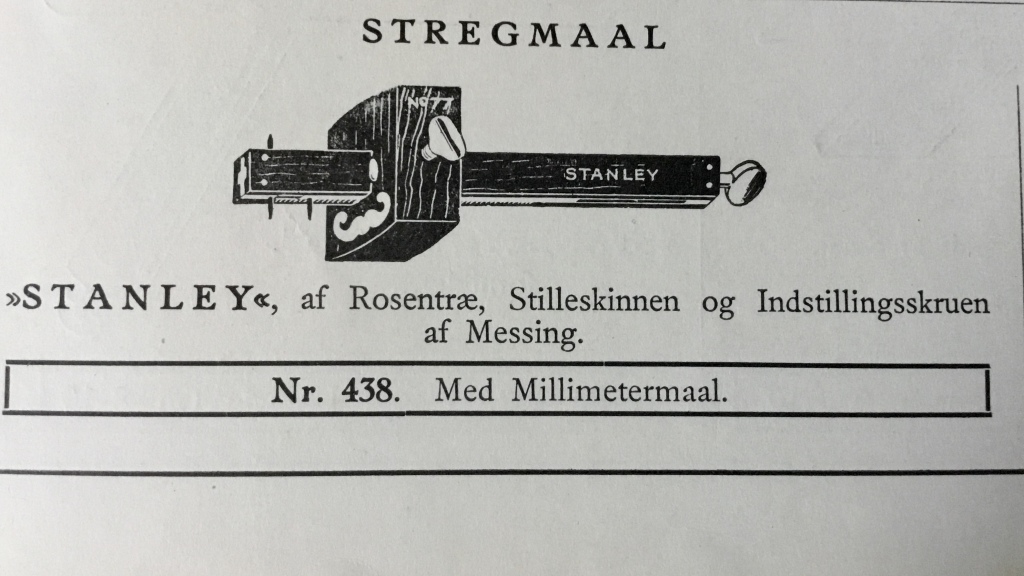 STREGMAAL
No 77
STANLEY
»STANLEY«, af Rosentræ, Stilleskinnen og Indstillingsskruen
af Messing.
Nr. 438. Med Millimetermaal.